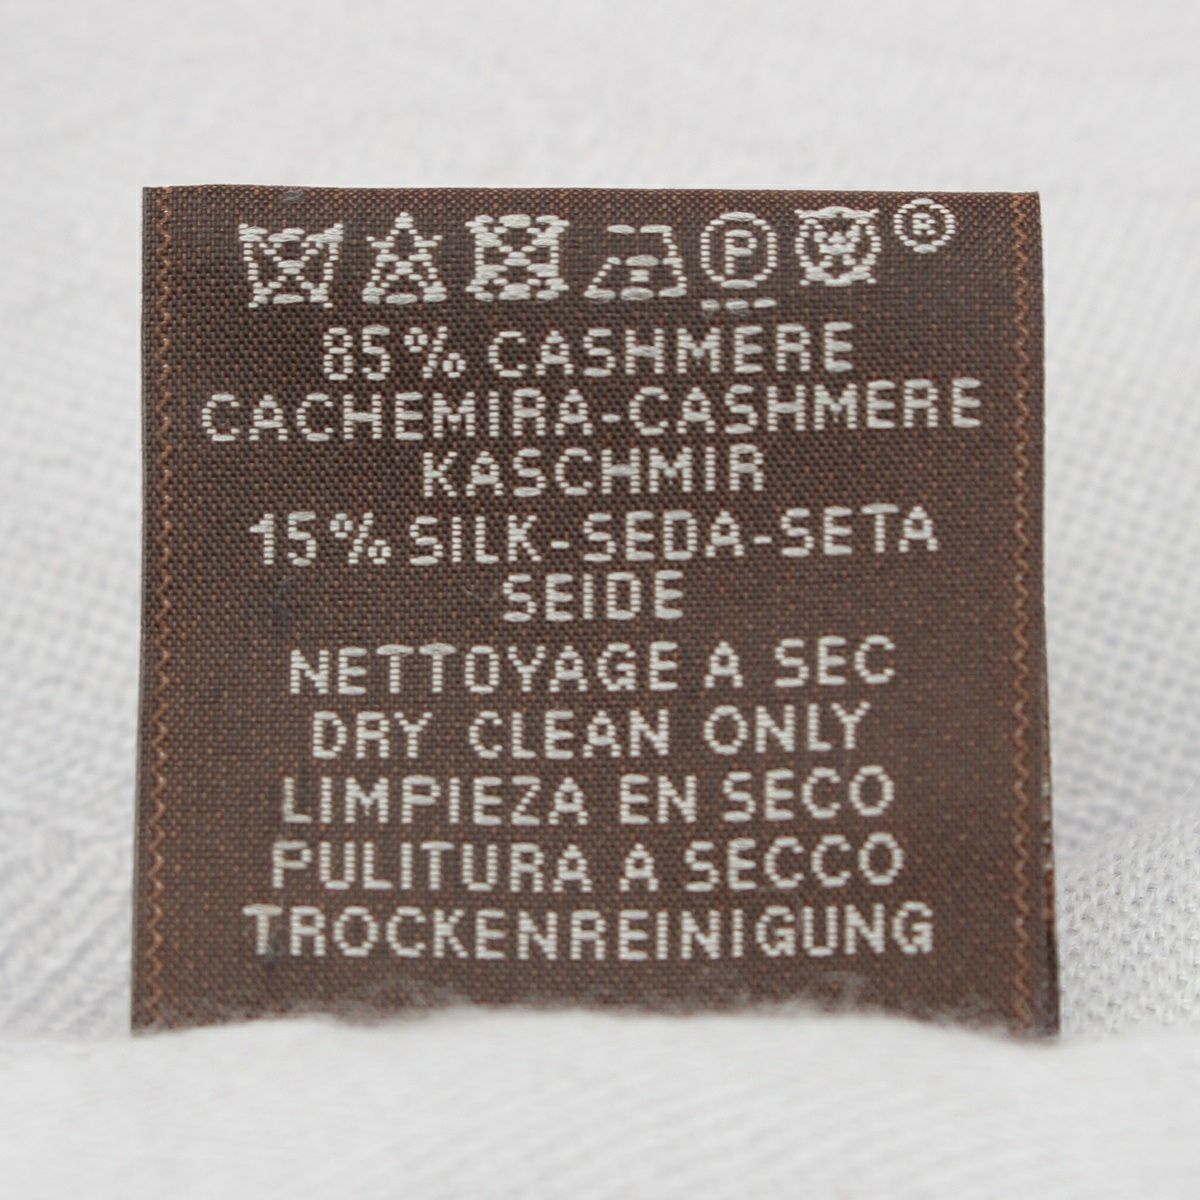 P W ®
85% CASHMERE
CACHEMIRA-CASHMERE
KASCHMIR
15% SILK-SEDA-SETA
SEIDE
NETTOYAGE A SEC
DRY CLEAN ONLY
LIMPIEZA EN SECO
PULITURA A SECCO
TROCKENREINIGUNG